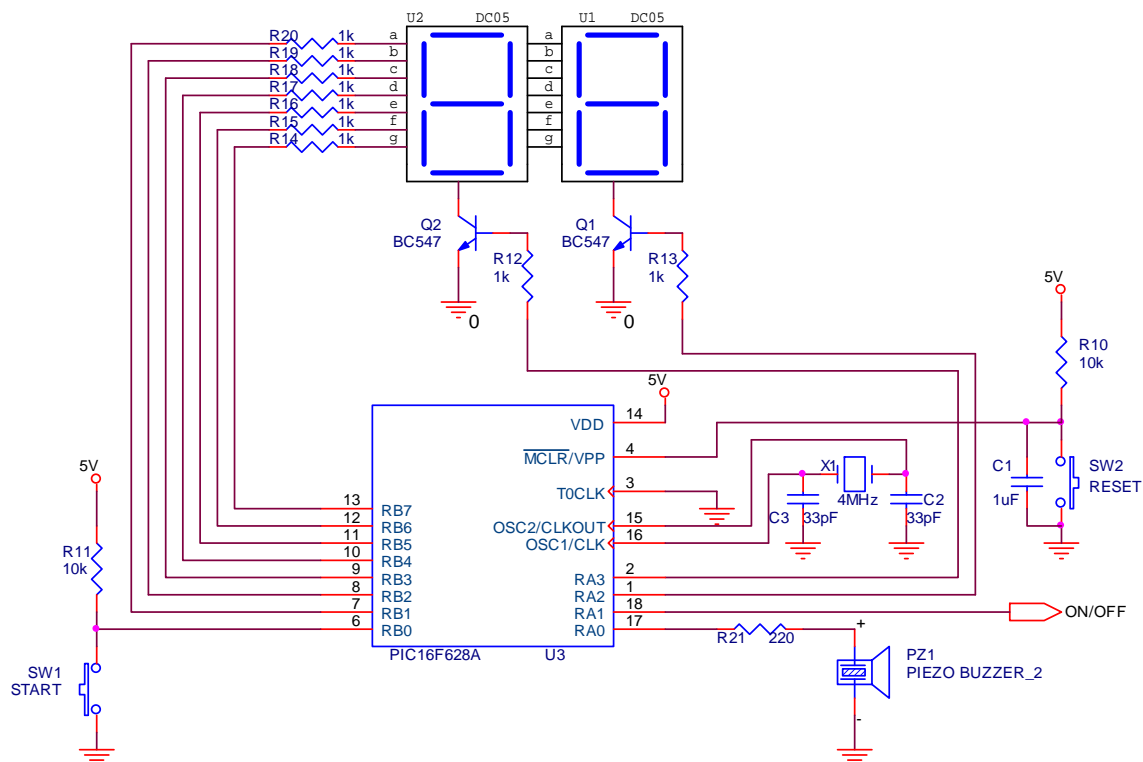 U2 DC05
U1 DC05
R20 1k a a
R19 1k b b
R18 1k c c
R17 1k d d
R16 1k e e
R15 1k f f
R14 1k g g
Q2
BC547
Q1
BC547
R12
1k
R13
1k
0
0
5V
R10
10k
5V
14 VDD
4 MCLR/VPP
3 T0CLK
15 OSC2/CLKOUT
16 OSC1/CLK
2 RA3
1 RA2
18 RA1
17 RA0
X1
4MHz
C3 33pF
C2
33pF
C1
1uF
SW2
RESET
5V
R11
10k
13 RB7
12 RB6
11 RB5
10 RB4
9 RB3
8 RB2
7 RB1
6 RB0
PIC16F628A U3
ON/OFF
R21 220
+
PZ1
PIEZO BUZZER_2
-
SW1
START